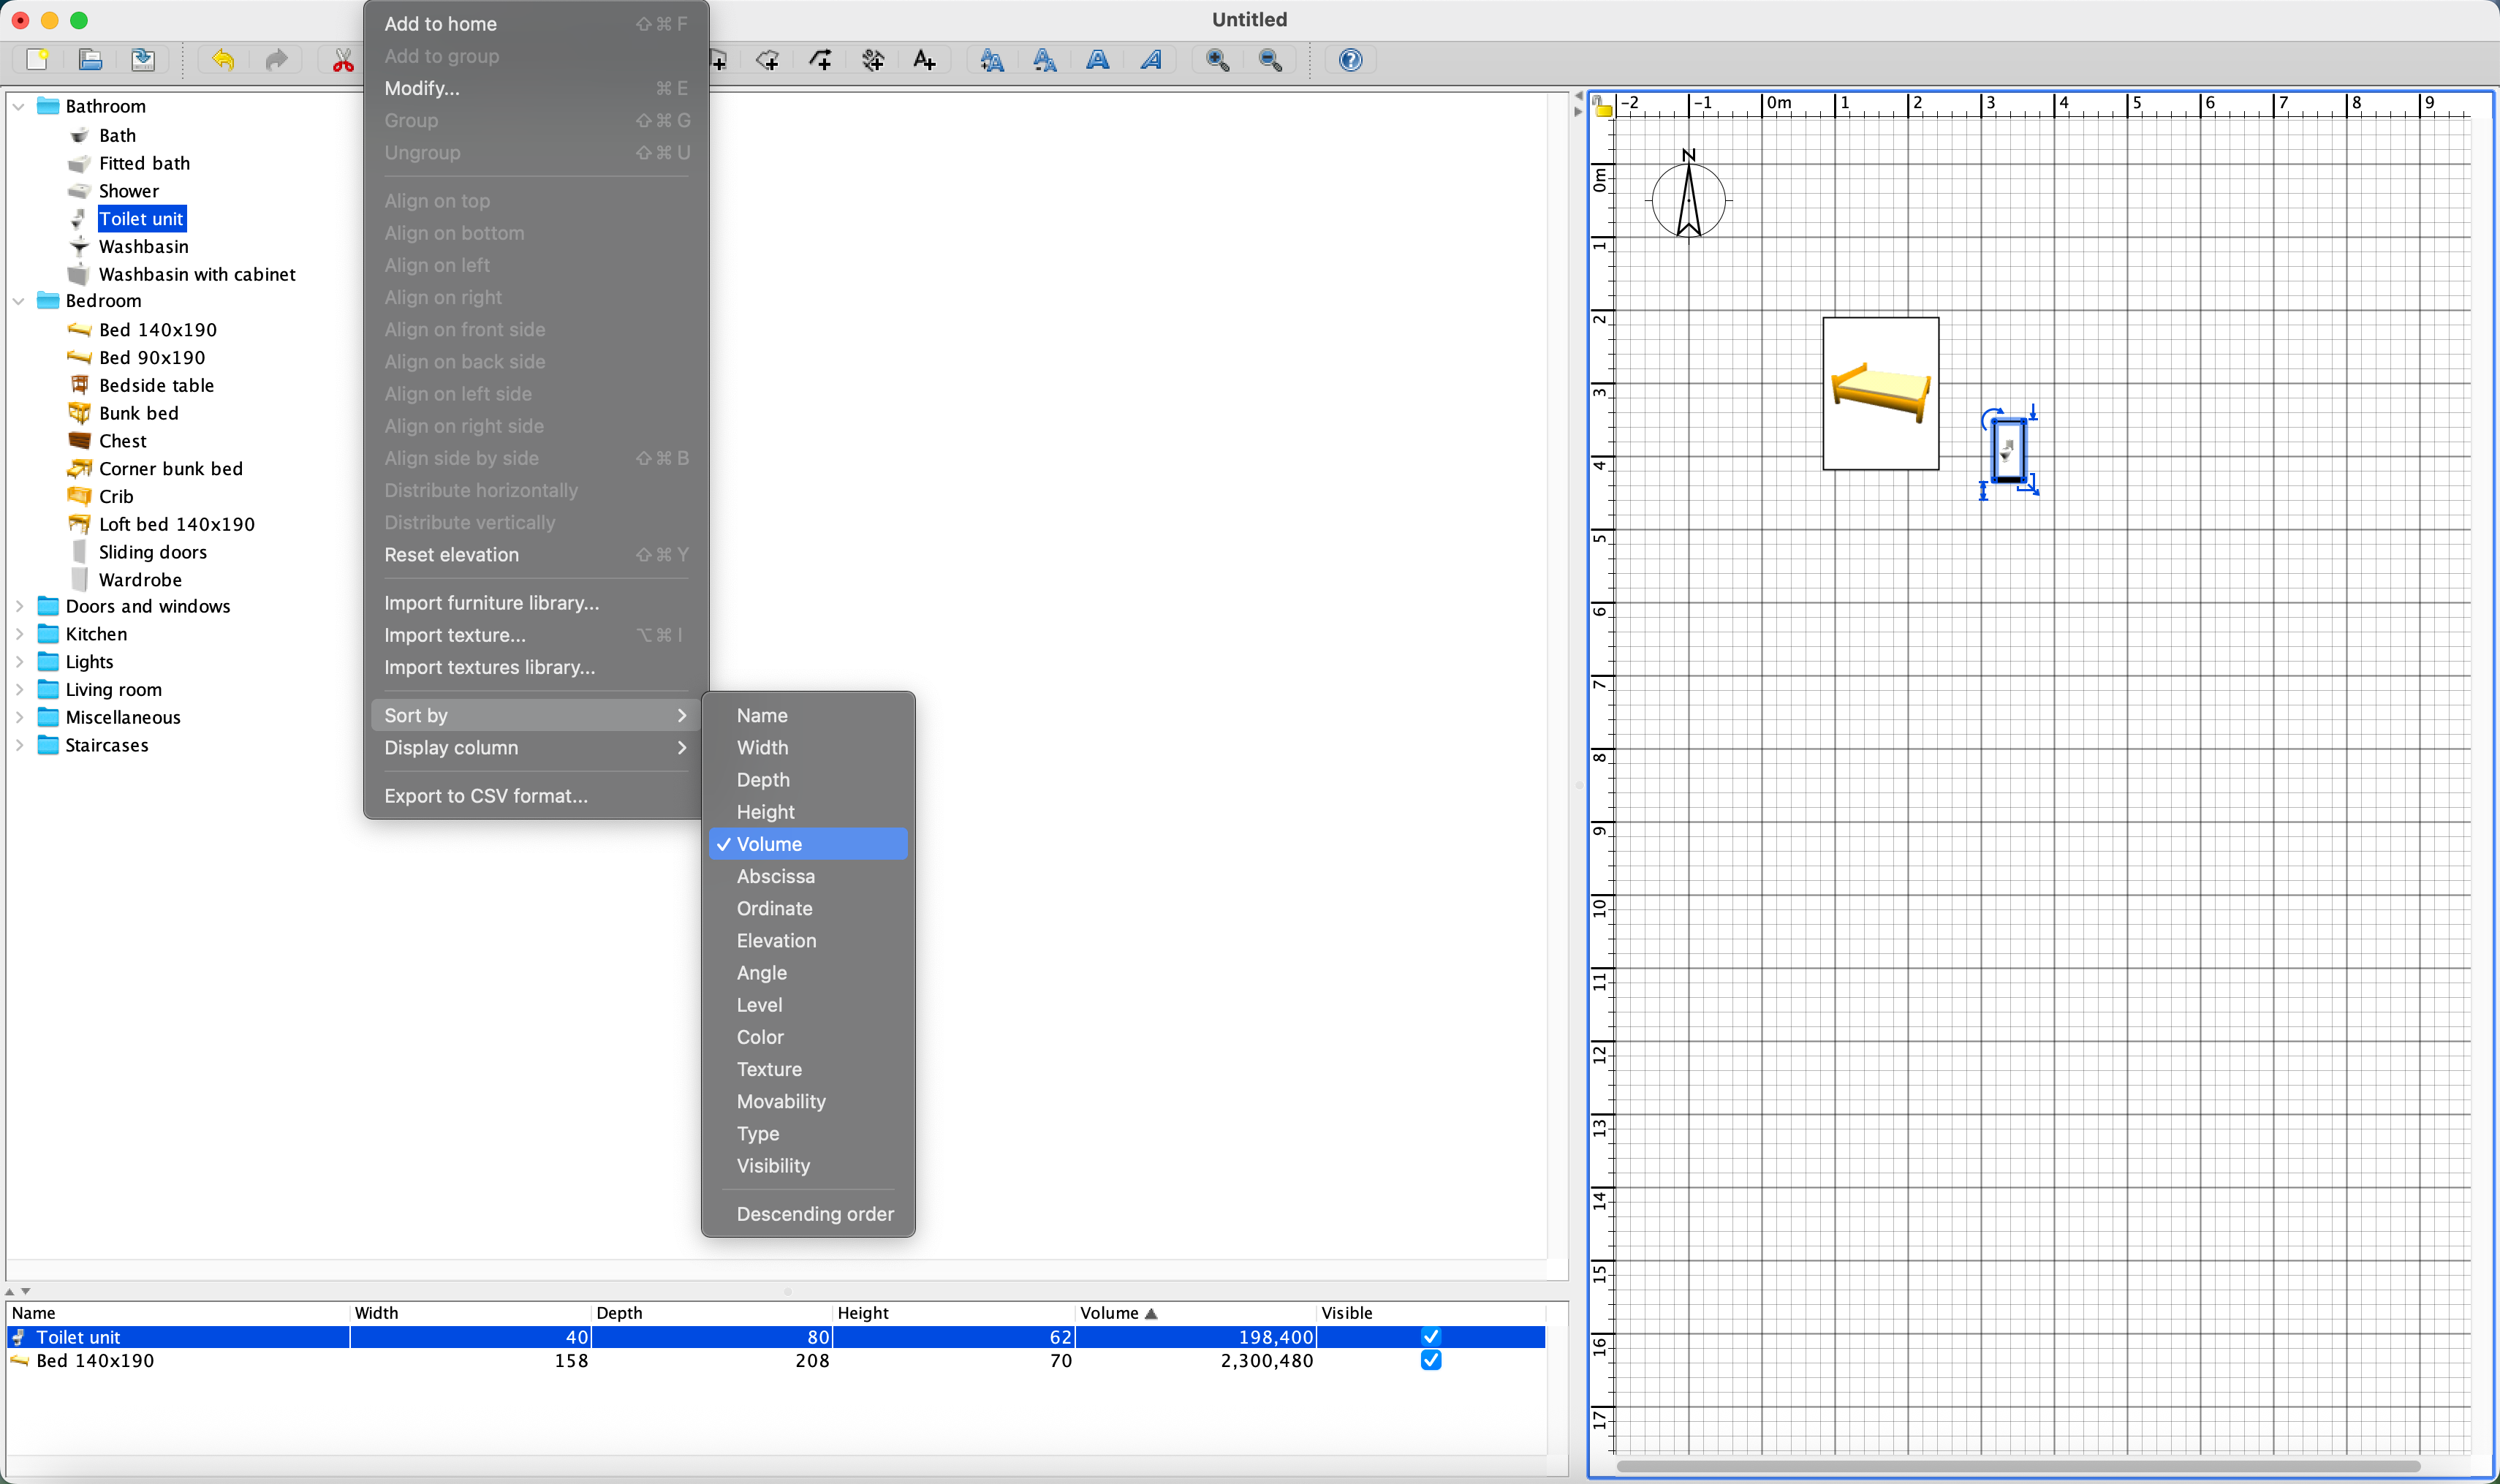 Untitled
Add to home ⇧⌘F
Add to group
Modify... ⌘E
Group ⇧⌘G
Ungroup ⇧⌘U
Align on top
Align on bottom
Align on left
Align on right
Align on front side
Align on back side
Align on left side
Align on right side
Align side by side ⇧⌘B
Distribute horizontally
Distribute vertically
Reset elevation ⇧⌘Y
Import furniture library...
Import texture... ⌥⌘I
Import textures library...
Sort by
Display column
Export to CSV format...
Name
Width
Depth
Height
✓ Volume
Abscissa
Ordinate
Elevation
Angle
Level
Color
Texture
Movability
Type
Visibility
Descending order
Bathroom
Bath
Fitted bath
Shower
Toilet unit
Washbasin
Washbasin with cabinet
Bedroom
Bed 140x190
Bed 90x190
Bedside table
Bunk bed
Chest
Corner bunk bed
Crib
Loft bed 140x190
Sliding doors
Wardrobe
Doors and windows
Kitchen
Lights
Living room
Miscellaneous
Staircases
Name Width Depth Height Volume Visible
Toilet unit 40 80 62 198,400
Bed 140x190 158 208 70 2,300,480
-2 -1 0m 1 2 3 4 5 6 7 8 9
N
0m
1
2
3
4
5
6
7
8
9
10
11
12
13
14
15
16
17